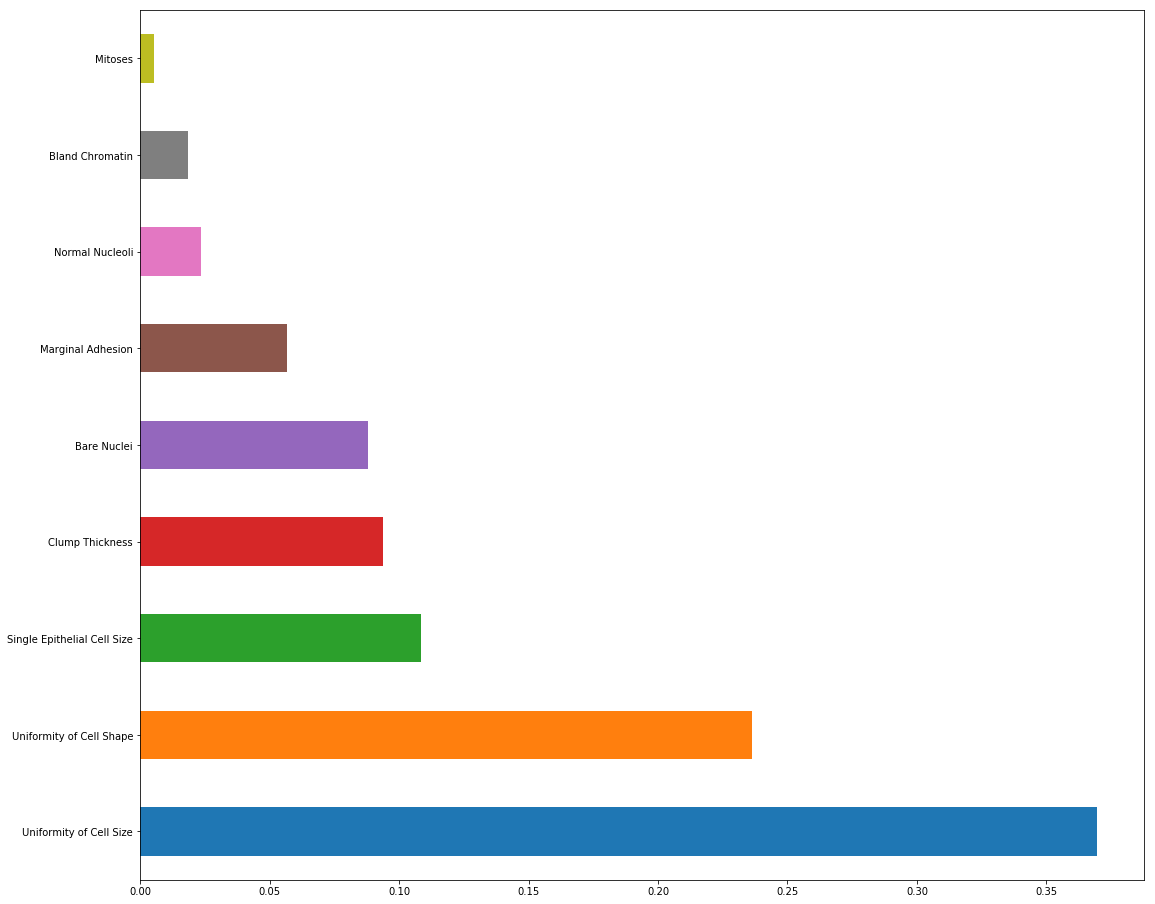 Mitoses
Bland Chromatin
Normal Nucleoli
Marginal Adhesion
Bare Nuclei
Clump Thickness
Single Epithelial Cell Size
Uniformity of Cell Shape
Uniformity of Cell Size
0.00 0.05 0.10 0.15 0.20 0.25 0.30 0.35